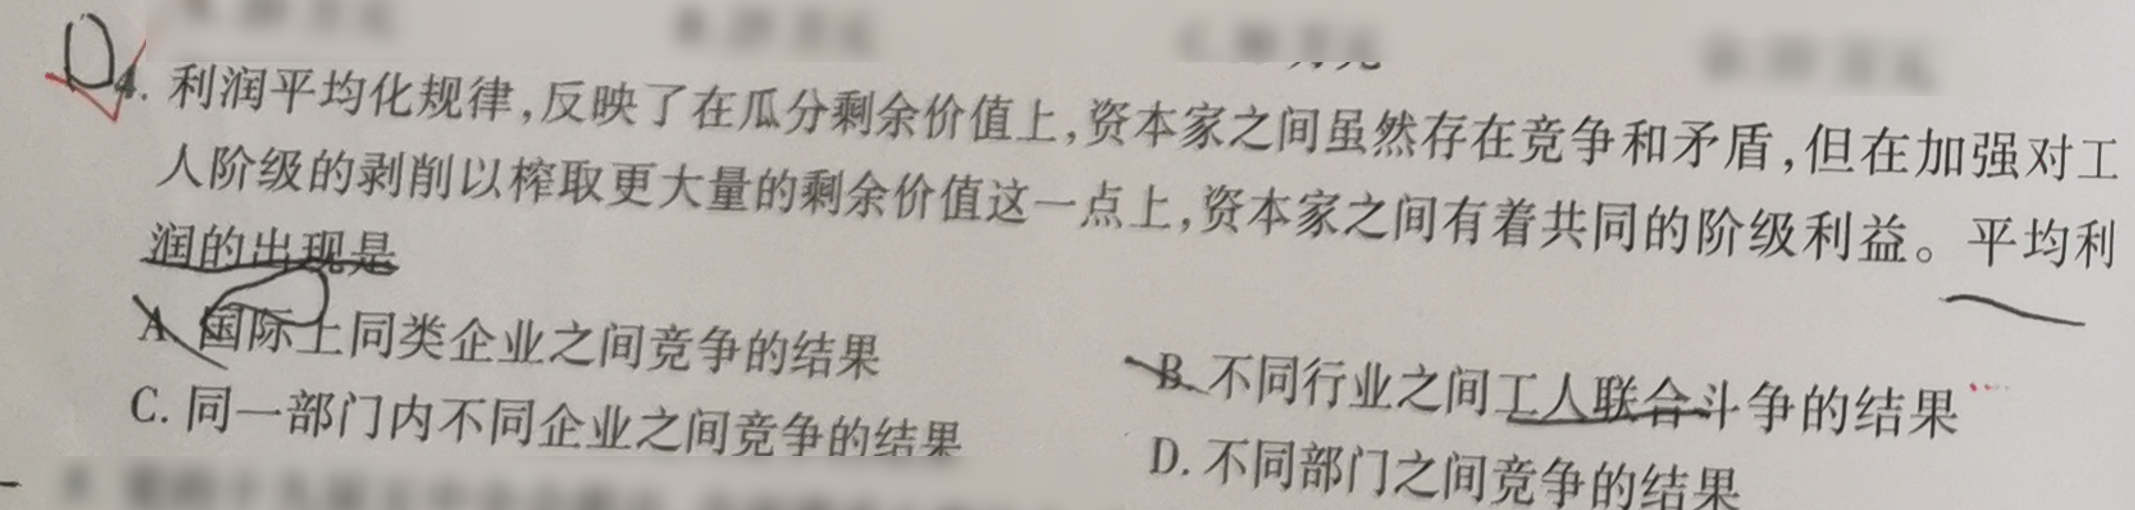 D 4. 利润平均化规律,反映了在瓜分剩余价值上,资本家之间虽然存在竞争和矛盾,但在加强对工
人阶级的剥削以榨取更大量的剩余价值这一点上,资本家之间有着共同的阶级利益。平均利
润的出现是
A. 国际上同类企业之间竞争的结果
B. 不同行业之间工人联合斗争的结果
C. 同一部门内不同企业之间竞争的结果
D. 不同部门之间竞争的结果